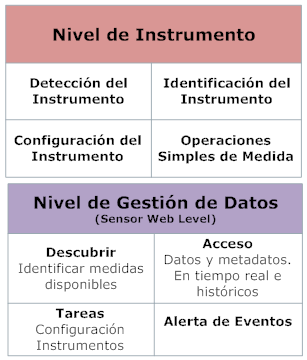 Nivel de Instrumento
Detección del
Instrumento
Identificación del
Instrumento
Configuración del
Instrumento
Operaciones
Simples de Medida
Nivel de Gestión de Datos
(Sensor Web Level)
Descubrir
Identificar medidas
disponibles
Acceso
Datos y metadatos.
En tiempo real e
históricos
Tareas
Configuración
Instrumentos
Alerta de Eventos